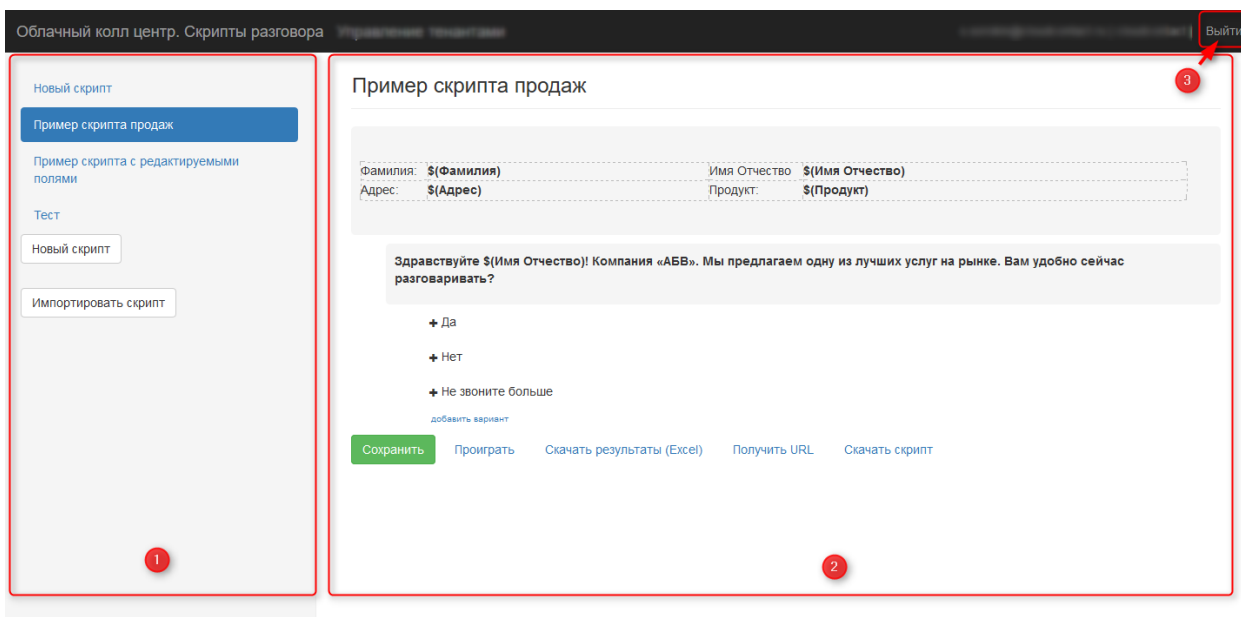 Облачный колл центр. Скрипты разговора
Выйти
3
Новый скрипт
Пример скрипта продаж
Пример скрипта с редактируемыми
полями
Тест
Новый скрипт
Импортировать скрипт
1
Пример скрипта продаж
Фамилия: $(Фамилия) Имя Отчество $(Имя Отчество)
Адрес: $(Адрес) Продукт: $(Продукт)
Здравствуйте $(Имя Отчество)! Компания «АБВ». Мы предлагаем одну из лучших услуг на рынке. Вам удобно сейчас
разговаривать?
+ Да
+ Нет
+ Не звоните больше
добавить вариант
Сохранить Проиграть Скачать результаты (Excel) Получить URL Скачать скрипт
2